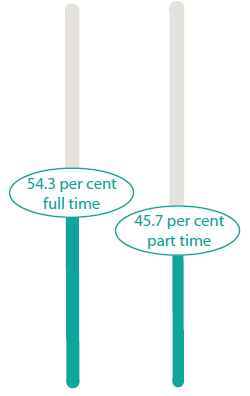 54.3 per cent
full time
45.7 per cent
part time